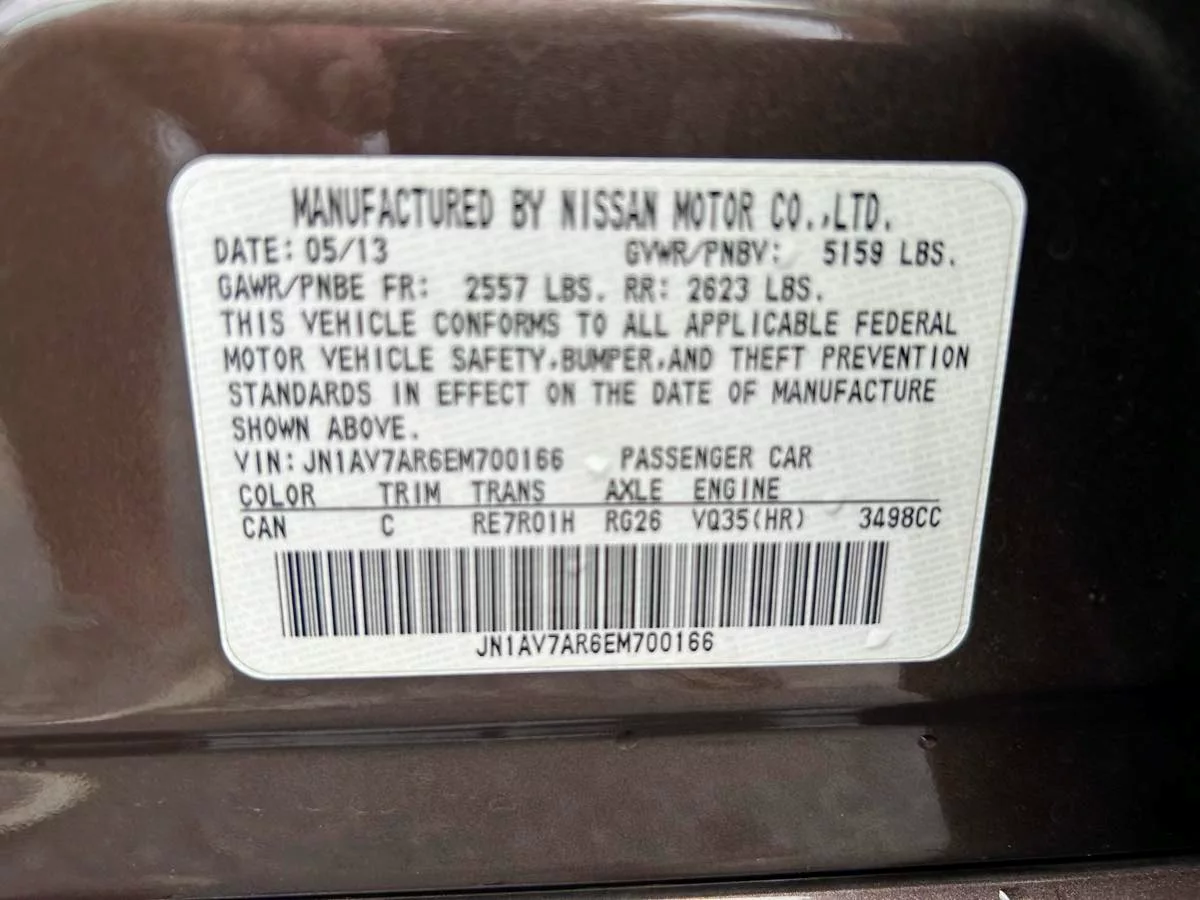 MANUFACTURED BY NISSAN MOTOR CO.,LTD.
DATE: 05/13 GVWR/PNBV: 5159 LBS.
GAWR/PNBE FR: 2557 LBS. RR: 2623 LBS.
THIS VEHICLE CONFORMS TO ALL APPLICABLE FEDERAL
MOTOR VEHICLE SAFETY,BUMPER,AND THEFT PREVENTION
STANDARDS IN EFFECT ON THE DATE OF MANUFACTURE
SHOWN ABOVE.
VIN: JN1AV7AR6EM700166 PASSENGER CAR
COLOR TRIM TRANS AXLE ENGINE
CAN C RE7R01H RG26 VQ35(HR) 3498CC
JN1AV7AR6EM700166